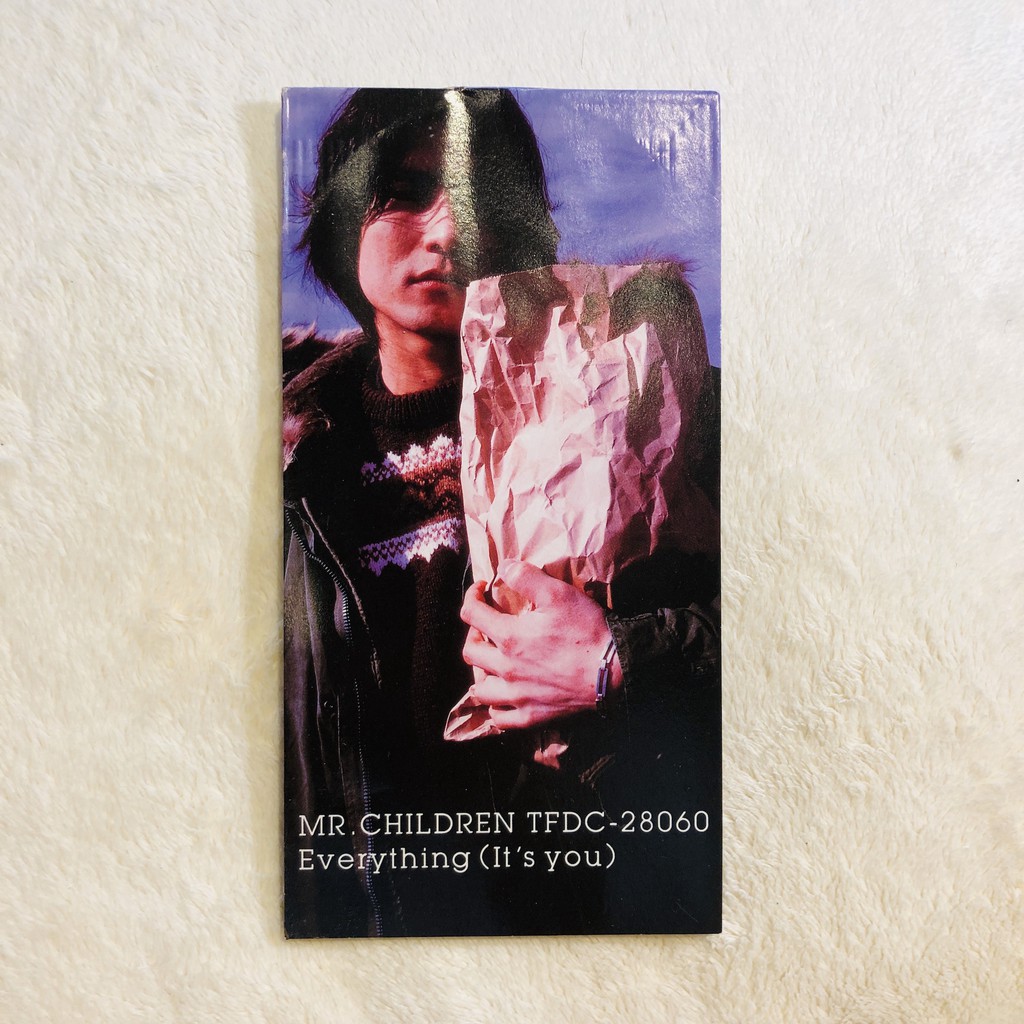 MR.CHILDREN TFDC-28060
Everything (It's you)